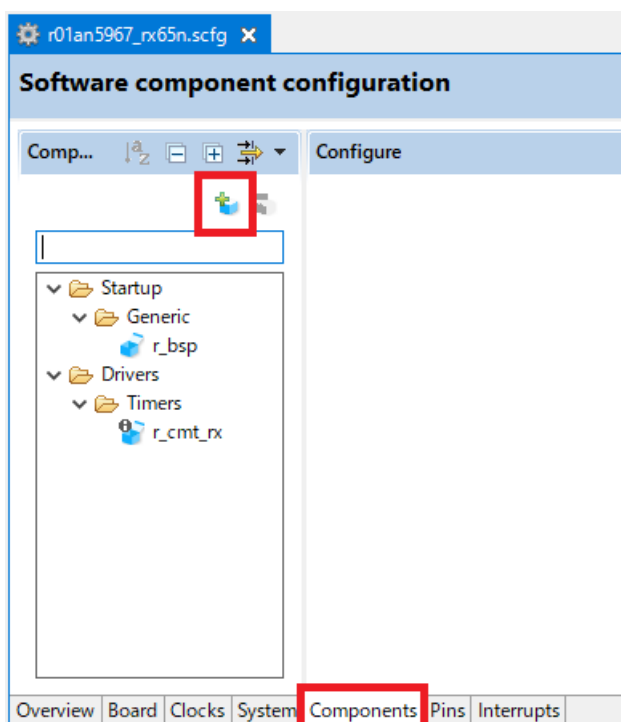 r01an5967_rx65n.scfg
Software component configuration
Comp... Configure
Startup
Generic
r_bsp
Drivers
Timers
r_cmt_rx
Overview Board Clocks System Components Pins Interrupts